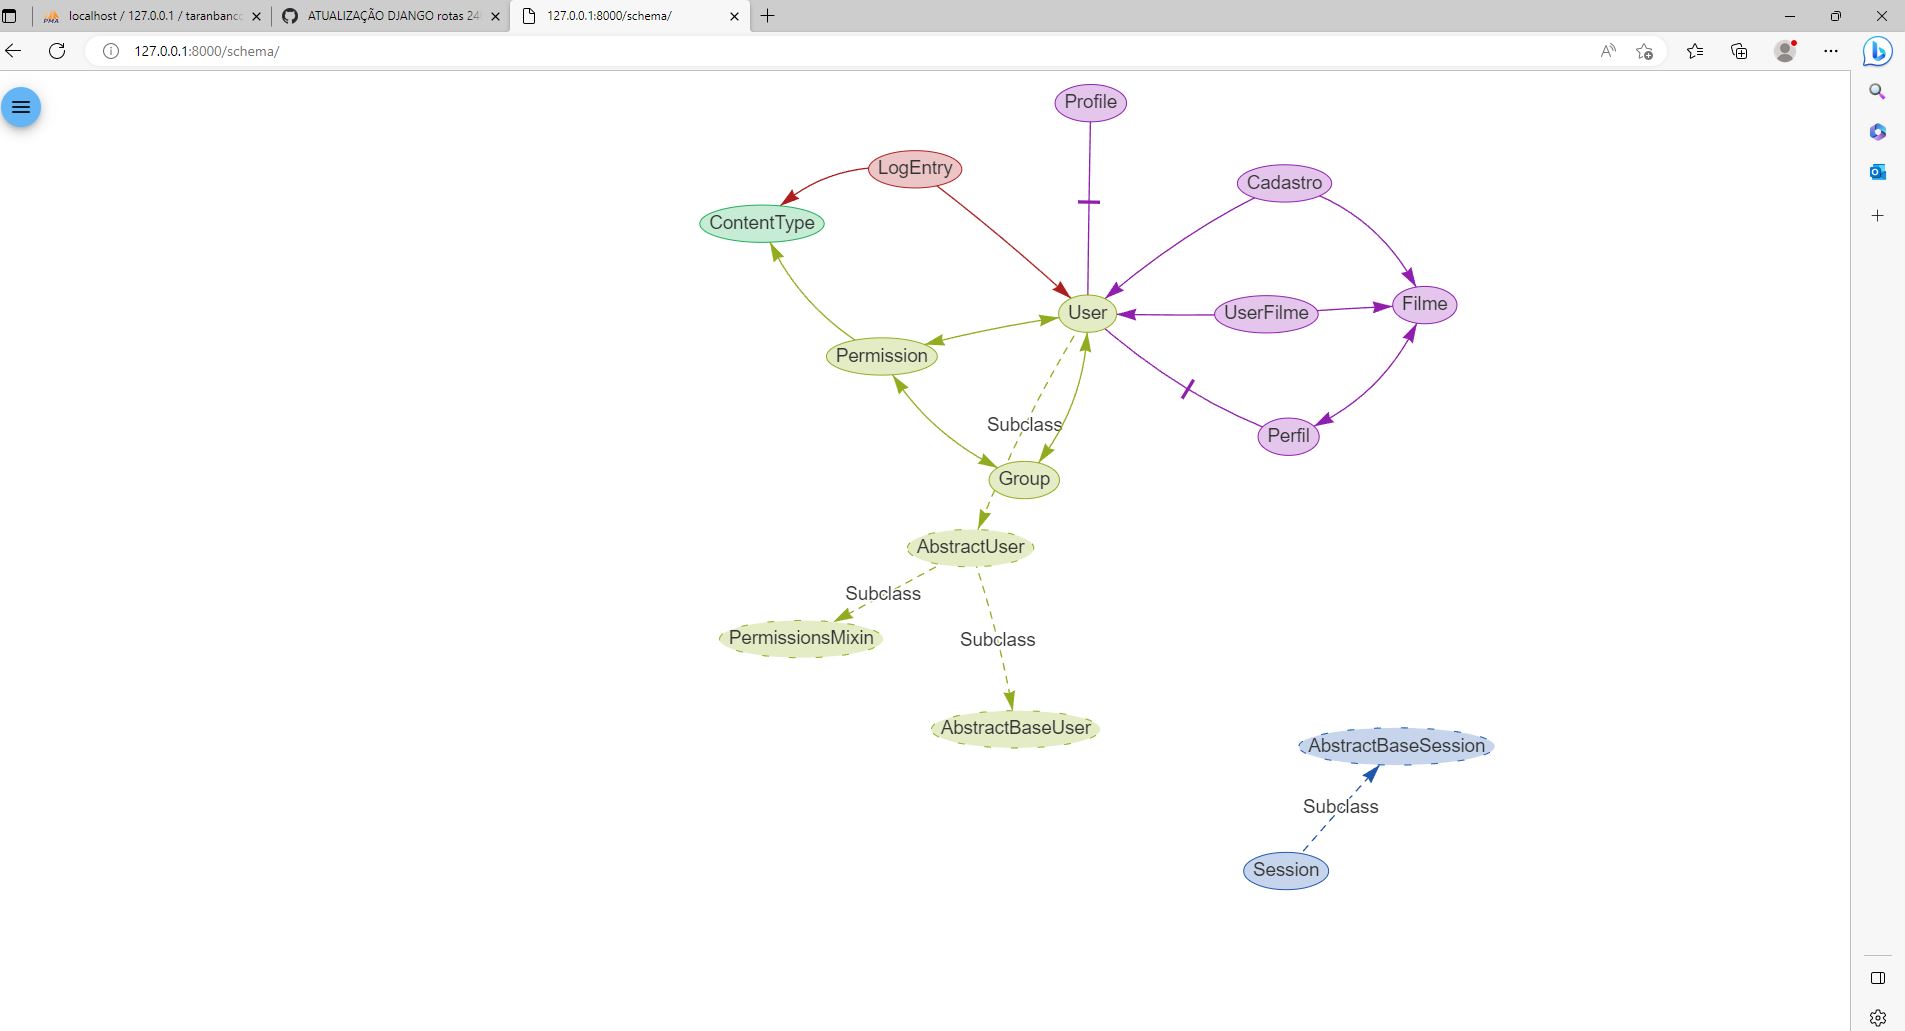 localhost / 127.0.0.1 / taranbanco
ATUALIZAÇÃO DJANGO rotas 24
127.0.0.1:8000/schema/
127.0.0.1:8000/schema/
Profile
LogEntry
Cadastro
ContentType
Filme
User
UserFilme
Permission
Subclass
Perfil
Group
AbstractUser
Subclass
PermissionsMixin
Subclass
AbstractBaseUser
AbstractBaseSession
Subclass
Session